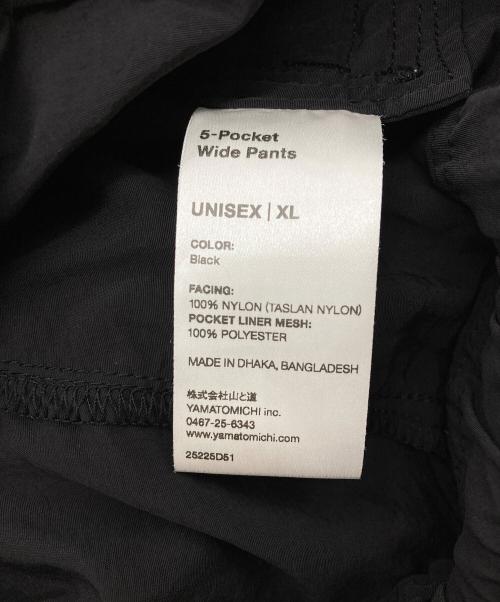 5-Pocket
Wide Pants
UNISEX | XL
COLOR:
Black
FACING:
100% NYLON (TASLAN NYLON)
POCKET LINER MESH:
100% POLYESTER
MADE IN DHAKA, BANGLADESH
株式会社山と道
YAMATOMICHI inc.
0467-25-6343
www.yamatomichi.com
25225D51